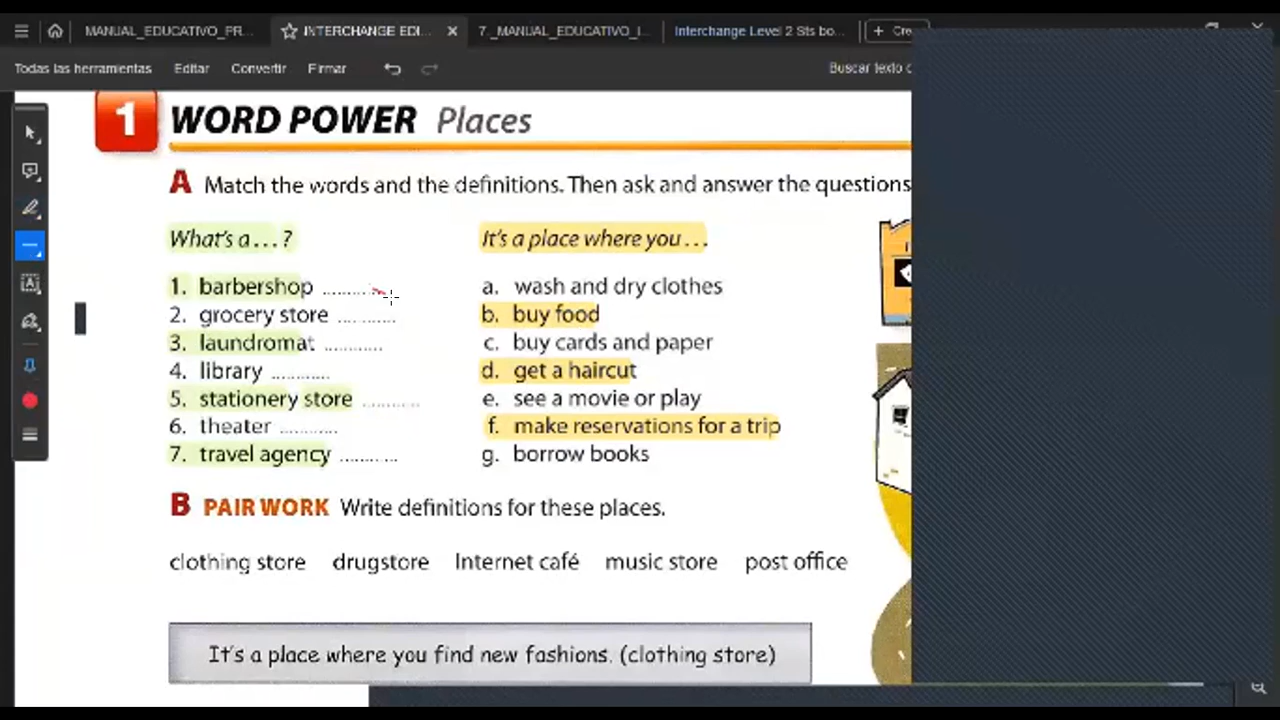 MANUAL_EDUCATIVO_PR... INTERCHANGE EDI... 7._MANUAL_EDUCATIVO_I... Interchange Level 2 Sts bo...
Todas las herramientas Editar Convertir Firmar Buscar texto
1 WORD POWER Places
A Match the words and the definitions. Then ask and answer the questions
What's a...?
1. barbershop ...........
2. grocery store ...........
3. laundromat ...........
4. library ...........
5. stationery store ...........
6. theater ...........
7. travel agency ...........
It's a place where you...
a. wash and dry clothes
b. buy food
c. buy cards and paper
d. get a haircut
e. see a movie or play
f. make reservations for a trip
g. borrow books
B PAIR WORK Write definitions for these places.
clothing store drugstore Internet café music store post office
It's a place where you find new fashions. (clothing store)